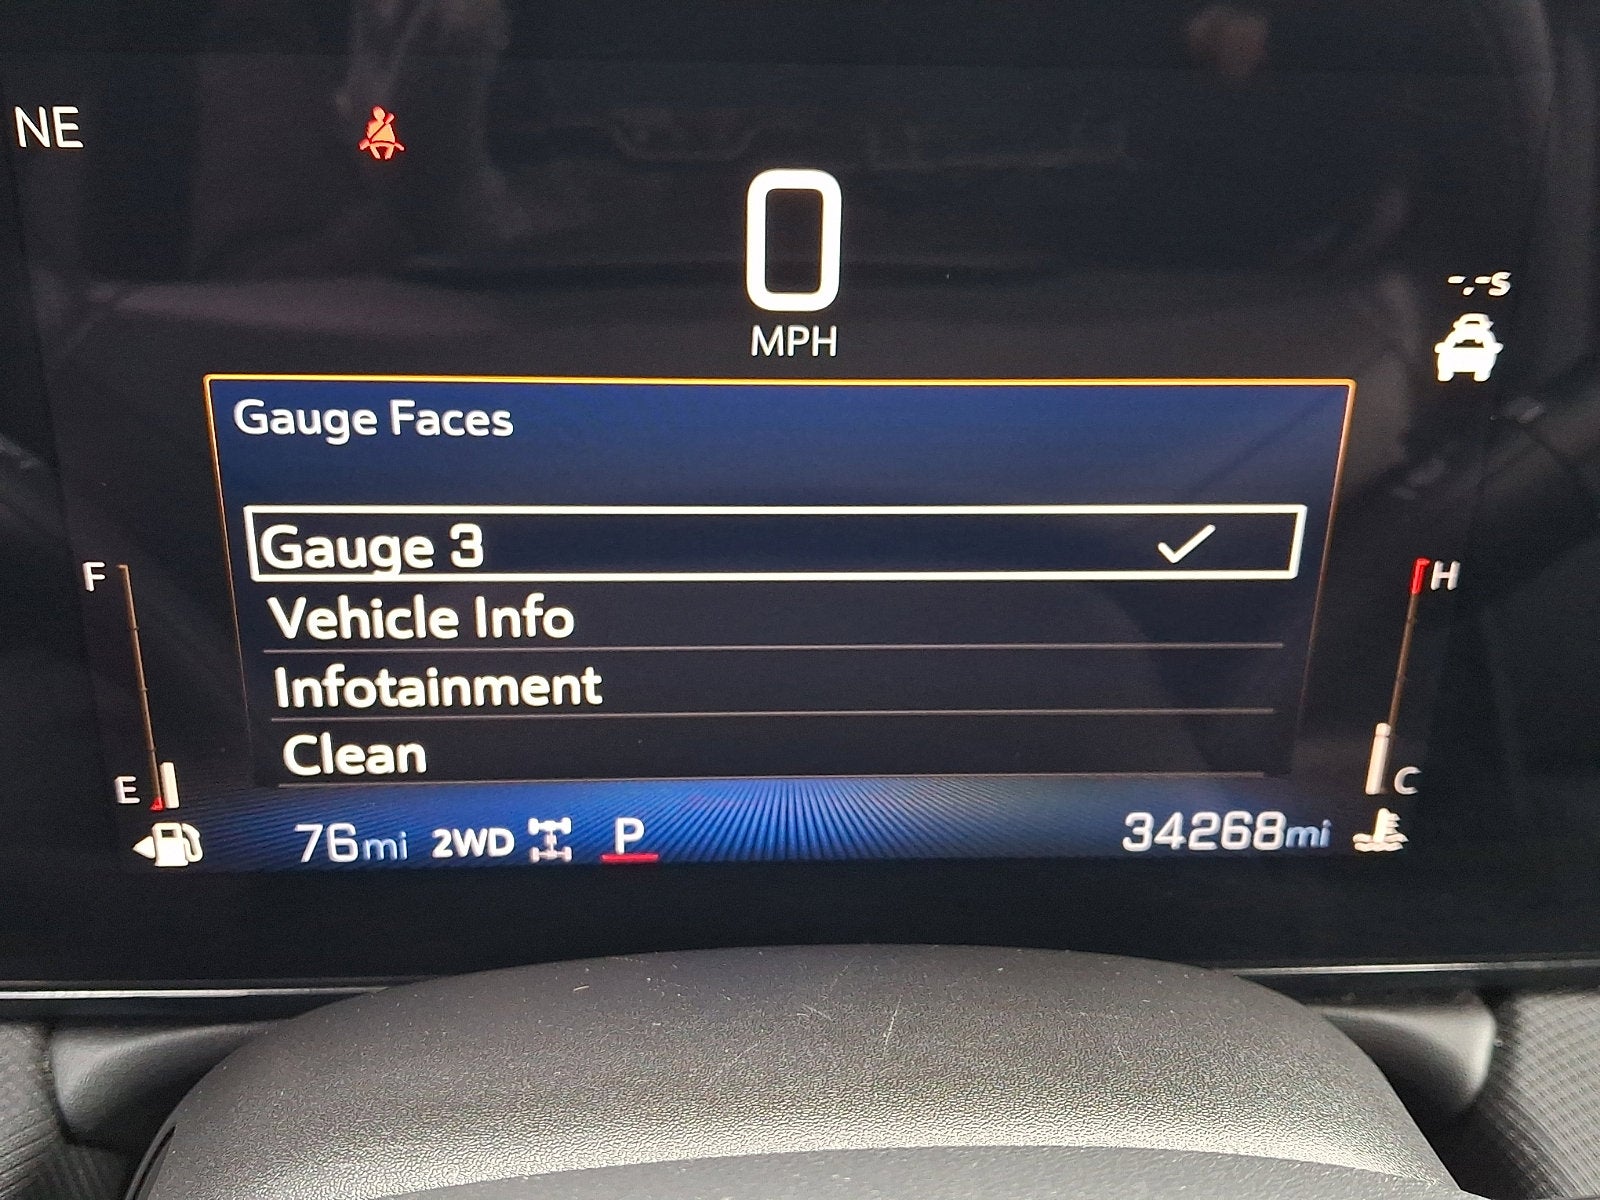 NE
0
MPH
-.-s
Gauge Faces
Gauge 3
Vehicle Info
Infotainment
Clean
F
H
E
C
76mi 2WD P 34268mi